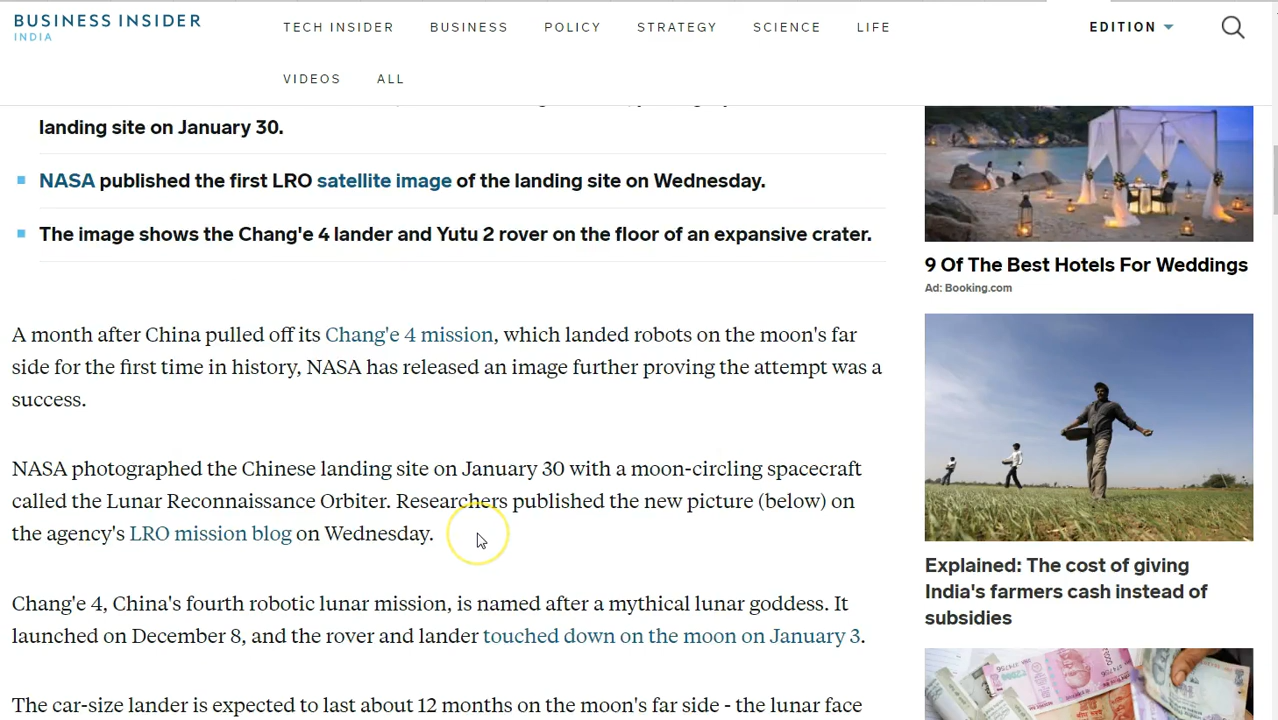 BUSINESS INSIDER
INDIA
TECH INSIDER BUSINESS POLICY STRATEGY SCIENCE LIFE
EDITION
VIDEOS ALL
landing site on January 30.
NASA published the first LRO satellite image of the landing site on Wednesday.
The image shows the Chang'e 4 lander and Yutu 2 rover on the floor of an expansive crater.
A month after China pulled off its Chang'e 4 mission, which landed robots on the moon's far
side for the first time in history, NASA has released an image further proving the attempt was a
success.
NASA photographed the Chinese landing site on January 30 with a moon-circling spacecraft
called the Lunar Reconnaissance Orbiter. Researchers published the new picture (below) on
the agency's LRO mission blog on Wednesday.
Chang'e 4, China's fourth robotic lunar mission, is named after a mythical lunar goddess. It
launched on December 8, and the rover and lander touched down on the moon on January 3.
The car-size lander is expected to last about 12 months on the moon's far side - the lunar face
9 Of The Best Hotels For Weddings
Ad: Booking.com
Explained: The cost of giving
India's farmers cash instead of
subsidies